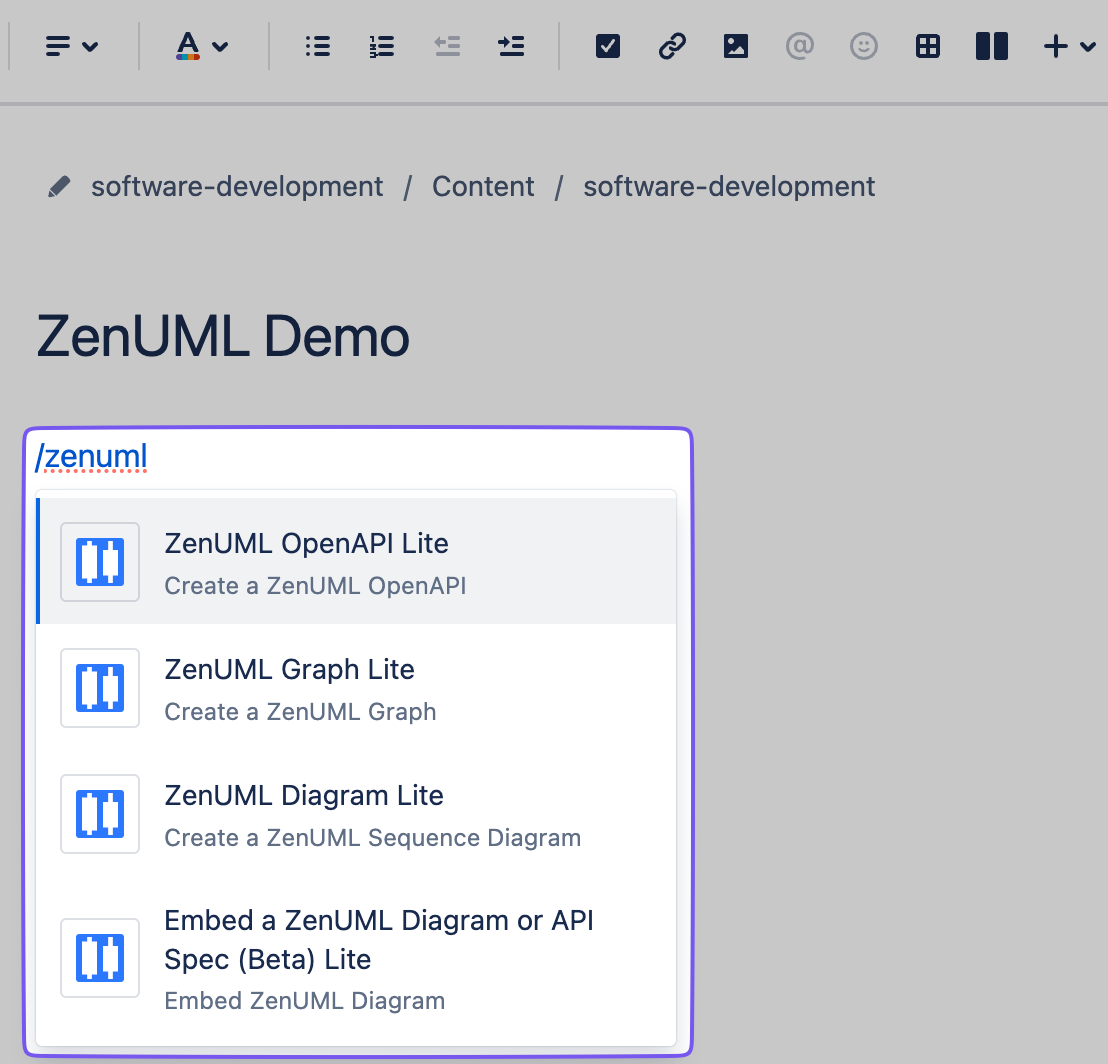 software-development / Content / software-development
ZenUML Demo
/zenuml
ZenUML OpenAPI Lite
Create a ZenUML OpenAPI
ZenUML Graph Lite
Create a ZenUML Graph
ZenUML Diagram Lite
Create a ZenUML Sequence Diagram
Embed a ZenUML Diagram or API
Spec (Beta) Lite
Embed ZenUML Diagram